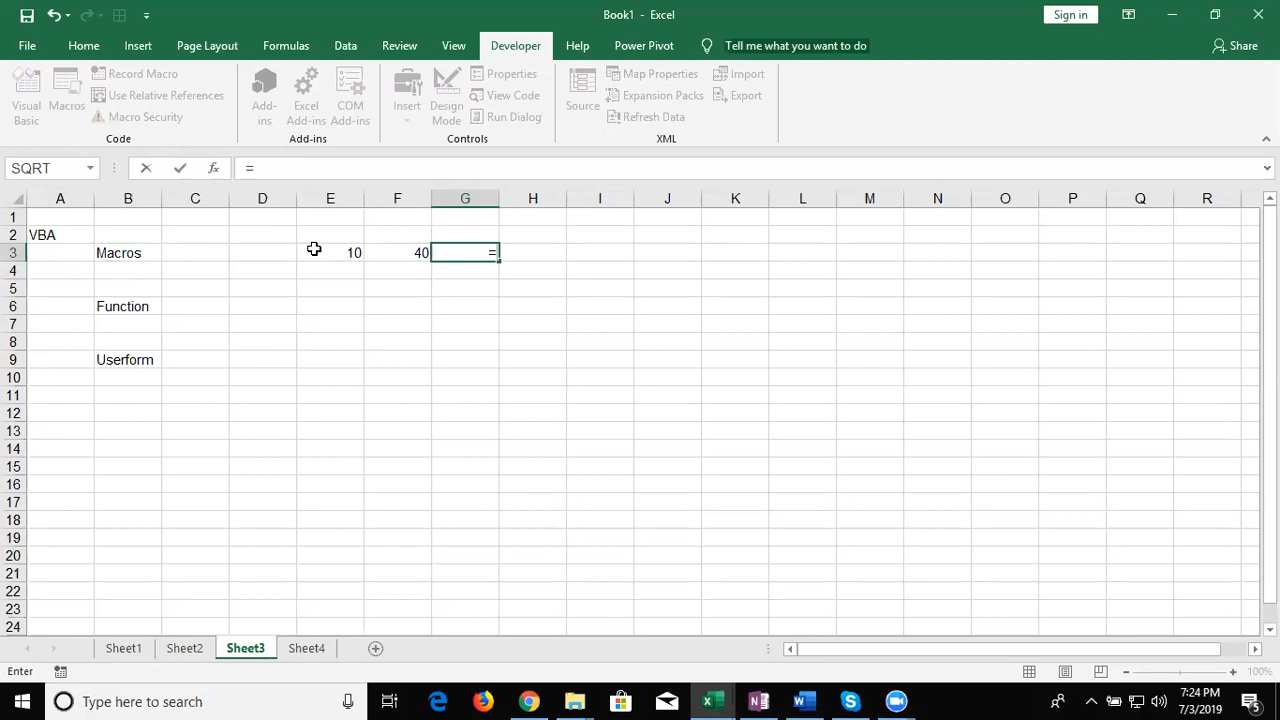 Book1 - Excel
Sign in
File Home Insert Page Layout Formulas Data Review View Developer Help Power Pivot Tell me what you want to do Share
Visual Basic
Macros
Record Macro
Use Relative References
Macro Security
Code
Add-ins
Excel Add-ins
COM Add-ins
Add-ins
Insert
Design Mode
Properties
View Code
Run Dialog
Controls
Source
Map Properties
Expansion Packs
Refresh Data
Import
Export
XML
SQRT fx =
A B C D E F G H I J K L M N O P Q R
1
2 VBA
3 Macros 10 40 =
4
5
6 Function
7
8
9 Userform
10
11
12
13
14
15
16
17
18
19
20
21
22
23
24
Sheet1 Sheet2 Sheet3 Sheet4
Enter 100%
Type here to search
7:24 PM
7/3/2019
5